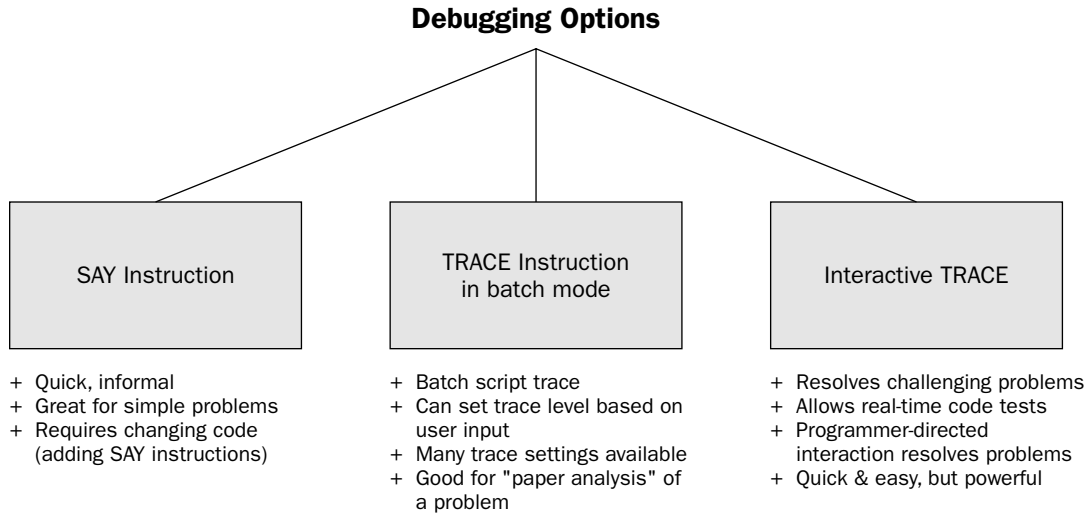 Debugging Options
SAY Instruction
TRACE Instruction
in batch mode
Interactive TRACE
+ Quick, informal
+ Great for simple problems
+ Requires changing code
(adding SAY instructions)
+ Batch script trace
+ Can set trace level based on
user input
+ Many trace settings available
+ Good for "paper analysis" of
a problem
+ Resolves challenging problems
+ Allows real-time code tests
+ Programmer-directed
interaction resolves problems
+ Quick & easy, but powerful